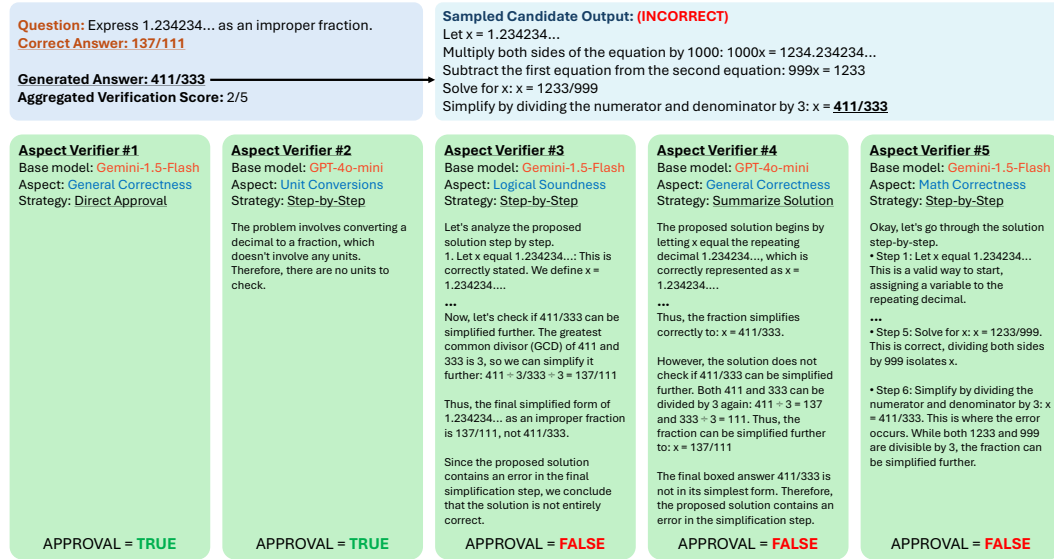 Question: Express 1.234234... as an improper fraction.
Correct Answer: 137/111
Generated Answer: 411/333
Aggregated Verification Score: 2/5
Sampled Candidate Output: (INCORRECT)
Let x = 1.234234...
Multiply both sides of the equation by 1000: 1000x = 1234.234234...
Subtract the first equation from the second equation: 999x = 1233
Solve for x: x = 1233/999
Simplify by dividing the numerator and denominator by 3: x = 411/333
Aspect Verifier #1
Base model: Gemini-1.5-Flash
Aspect: General Correctness
Strategy: Direct Approval
APPROVAL = TRUE
Aspect Verifier #2
Base model: GPT-4o-mini
Aspect: Unit Conversions
Strategy: Step-by-Step
The problem involves converting a
decimal to a fraction, which
doesn't involve any units.
Therefore, there are no units to
check.
APPROVAL = TRUE
Aspect Verifier #3
Base model: Gemini-1.5-Flash
Aspect: Logical Soundness
Strategy: Step-by-Step
Let's analyze the proposed
solution step by step.
1. Let x equal 1.234234...: This is
correctly stated. We define x =
1.234234....
...
Now, let's check if 411/333 can be
simplified further. The greatest
common divisor (GCD) of 411 and
333 is 3, so we can simplify it
further: 411 ÷ 3/333 ÷ 3 = 137/111
Thus, the final simplified form of
1.234234... as an improper fraction
is 137/111, not 411/333.
Since the proposed solution
contains an error in the final
simplification step, we conclude
that the solution is not entirely
correct.
APPROVAL = FALSE
Aspect Verifier #4
Base model: GPT-4o-mini
Aspect: General Correctness
Strategy: Summarize Solution
The proposed solution begins by
letting x equal the repeating
decimal 1.234234..., which is
correctly represented as x =
1.234234....
...
Thus, the fraction simplifies
correctly to: x = 411/333.
However, the solution does not
check if 411/333 can be simplified
further. Both 411 and 333 can be
divided by 3 again: 411 ÷ 3 = 137
and 333 ÷ 3 = 111. Thus, the
fraction can be simplified further
to: x = 137/111
The final boxed answer 411/333 is
not in its simplest form. Therefore,
the proposed solution contains an
error in the simplification step.
APPROVAL = FALSE
Aspect Verifier #5
Base model: Gemini-1.5-Flash
Aspect: Math Correctness
Strategy: Step-by-Step
Okay, let's go through the solution
step-by-step.
• Step 1: Let x equal 1.234234...
This is a valid way to start,
assigning a variable to the
repeating decimal.
...
• Step 5: Solve for x: x = 1233/999.
This is correct, dividing both sides
by 999 isolates x.
• Step 6: Simplify by dividing the
numerator and denominator by 3: x
= 411/333. This is where the error
occurs. While both 1233 and 999
are divisible by 3, the fraction can
be simplified further.
APPROVAL = FALSE